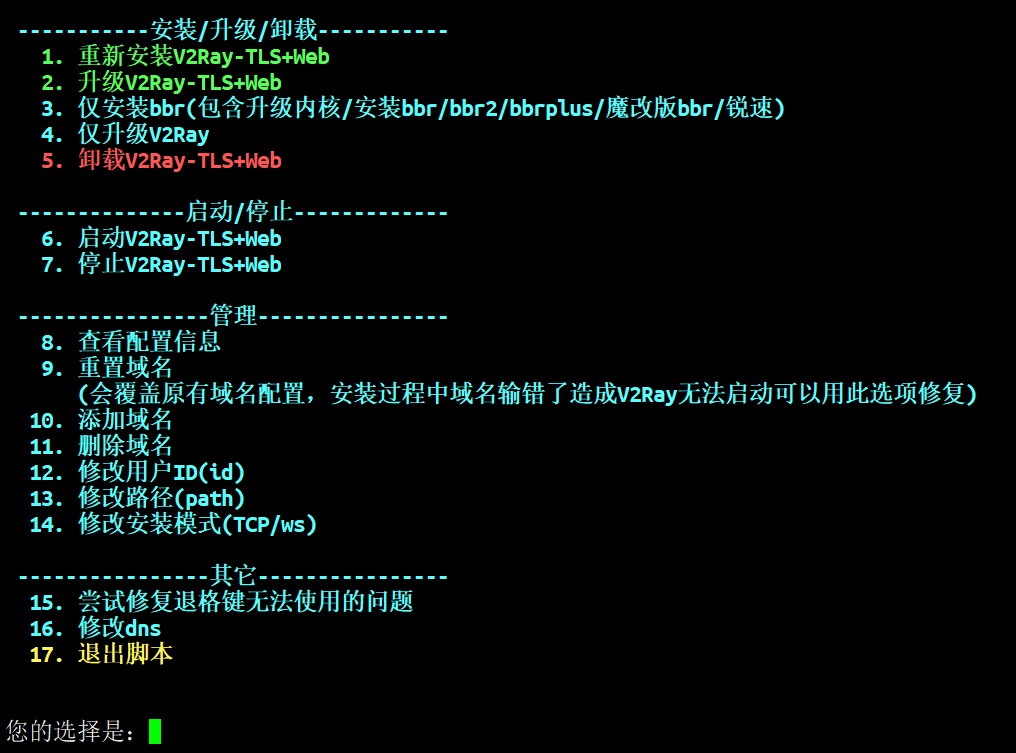 -----------安装/升级/卸载-----------
1. 重新安装V2Ray-TLS+Web
2. 升级V2Ray-TLS+Web
3. 仅安装bbr(包含升级内核/安装bbr/bbr2/bbrplus/魔改版bbr/锐速)
4. 仅升级V2Ray
5. 卸载V2Ray-TLS+Web
--------------启动/停止-------------
6. 启动V2Ray-TLS+Web
7. 停止V2Ray-TLS+Web
----------------管理----------------
8. 查看配置信息
9. 重置域名
(会覆盖原有域名配置，安装过程中域名输错了造成V2Ray无法启动可以用此选项修复)
10. 添加域名
11. 删除域名
12. 修改用户ID(id)
13. 修改路径(path)
14. 修改安装模式(TCP/ws)
----------------其它----------------
15. 尝试修复退格键无法使用的问题
16. 修改dns
17. 退出脚本
您的选择是：